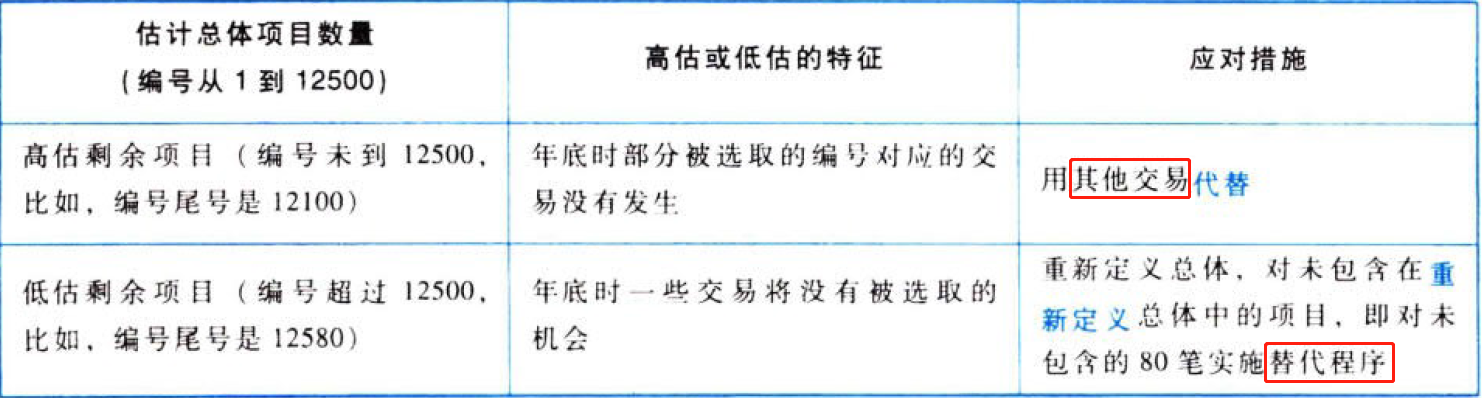 估计总体项目数量
(编号从 1 到 12500)
高估或低估的特征
应对措施
高估剩余项目（编号未到 12500，
比如，编号尾号是 12100）
年底时部分被选取的编号对应的交
易没有发生
用其他交易代替
低估剩余项目（编号超过 12500，
比如，编号尾号是 12580）
年底时一些交易将没有被选取的
机会
重新定义总体，对未包含在重
新定义总体中的项目，即对未
包含的 80 笔实施替代程序